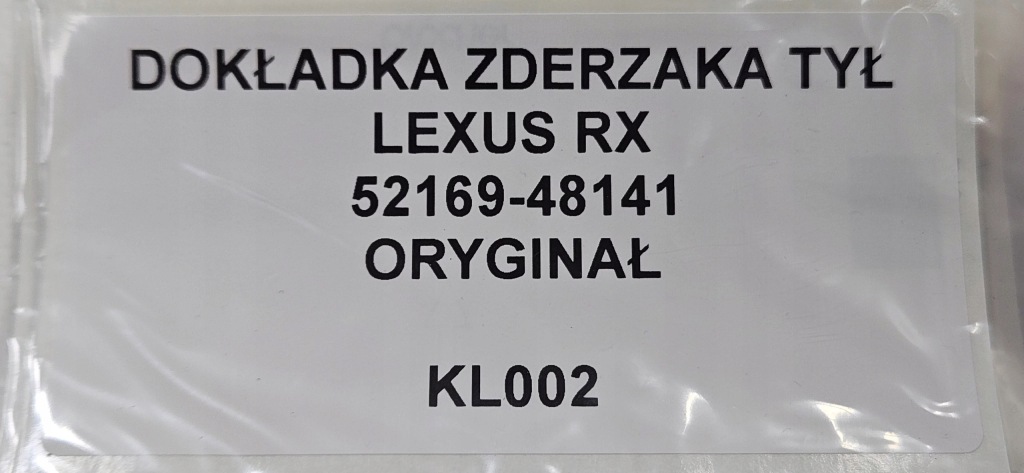 DOKŁADKA ZDERZAKA TYŁ
LEXUS RX
52169-48141
ORYGINAŁ
KL002